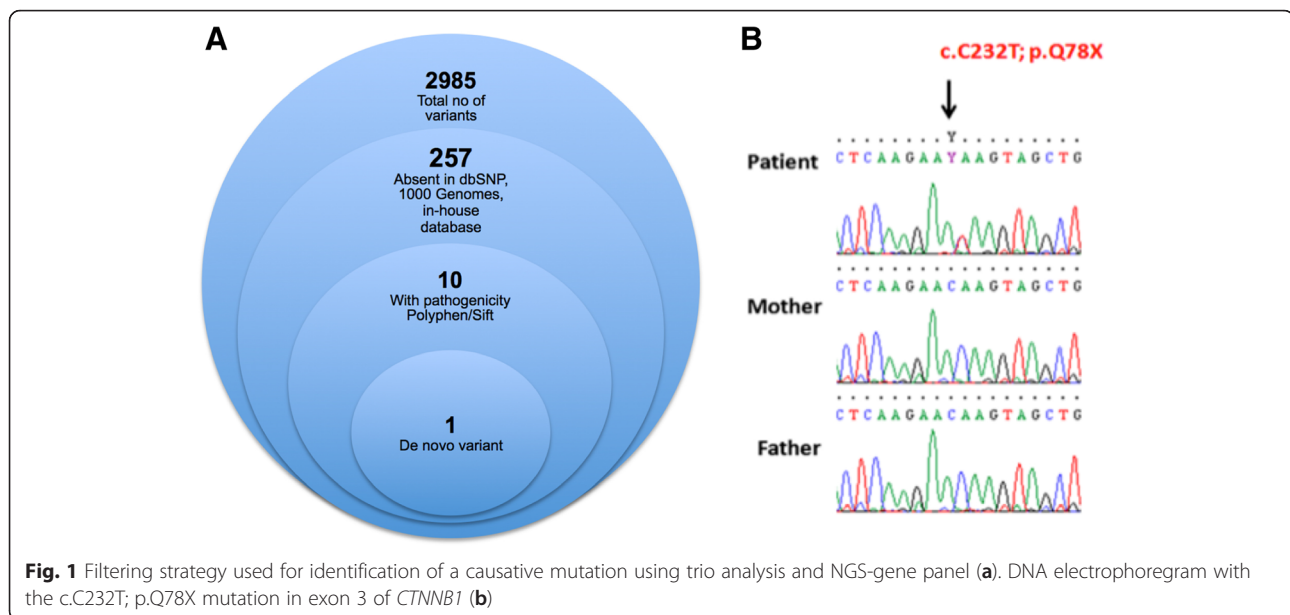 A
2985
Total no of
variants
257
Absent in dbSNP,
1000 Genomes,
in-house
database
10
With pathogenicity
Polyphen/Sift
1
De novo variant
B
c.C232T; p.Q78X
Y
Patient
C T C A A G A A Y A A G T A G C T G
Mother
C T C A A G A A C A A G T A G C T G
Father
C T C A A G A A C A A G T A G C T G
Fig. 1 Filtering strategy used for identification of a causative mutation using trio analysis and NGS-gene panel (a). DNA electrophoregram with
the c.C232T; p.Q78X mutation in exon 3 of CTNNB1 (b)